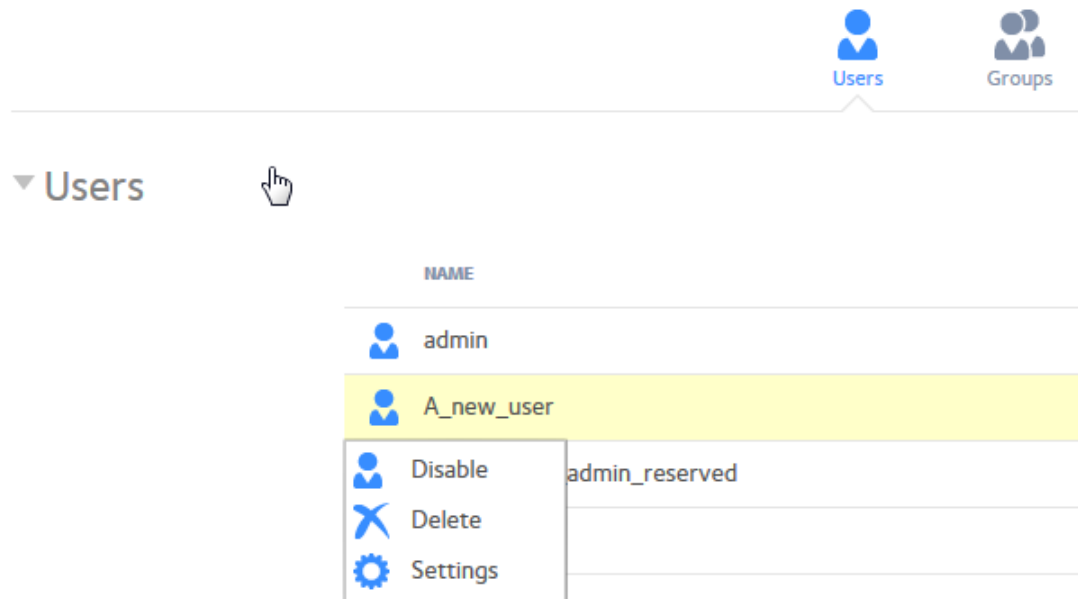 Users Groups
Users
NAME
admin
A_new_user
Disable admin_reserved
Delete
Settings